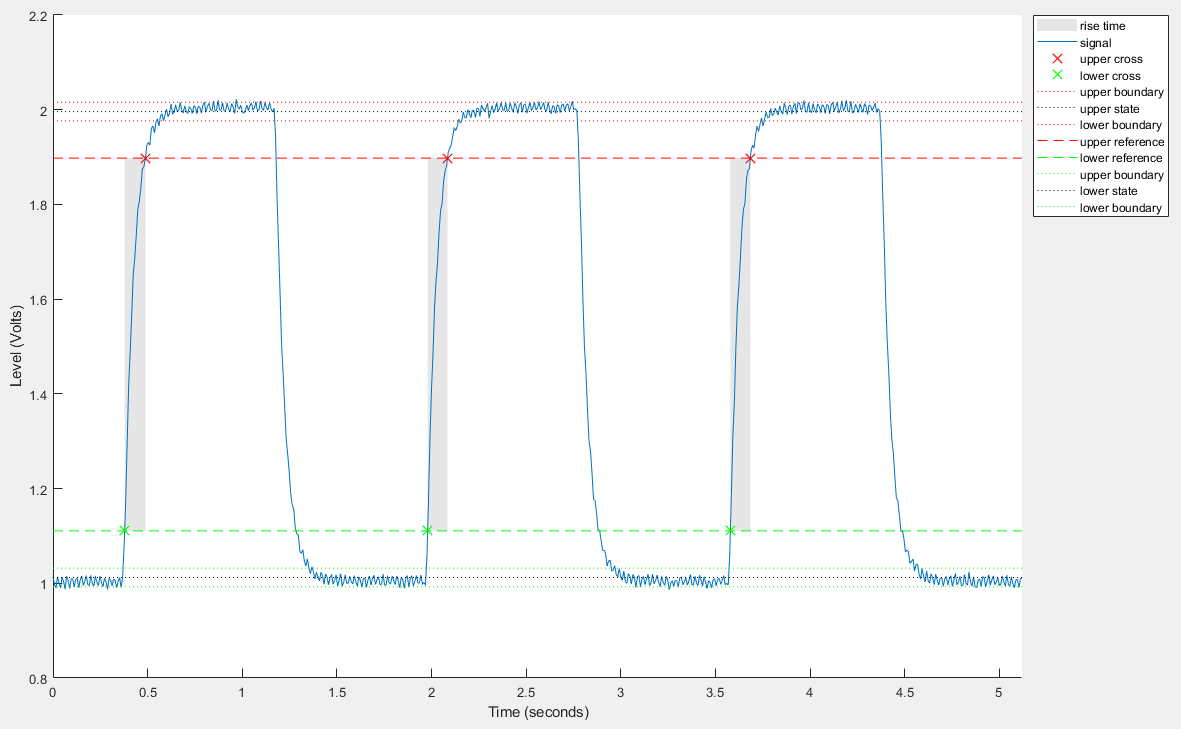 2.2
2
1.8
1.6
1.4
1.2
1
0.8
Level (Volts)
0
0.5
1
1.5
2
2.5
3
3.5
4
4.5
5
Time (seconds)
rise time
signal
upper cross
lower cross
upper boundary
upper state
lower boundary
upper reference
lower reference
upper boundary
lower state
lower boundary